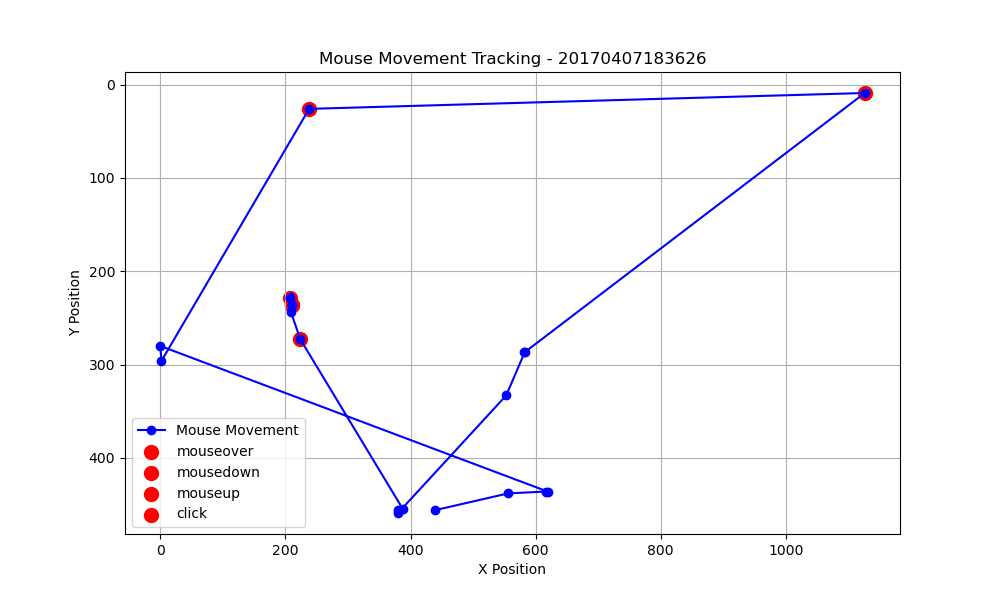 Mouse Movement Tracking - 20170407183626
0
100
200
300
400
Y Position
Mouse Movement
mouseover
mousedown
mouseup
click
0 200 400 600 800 1000
X Position